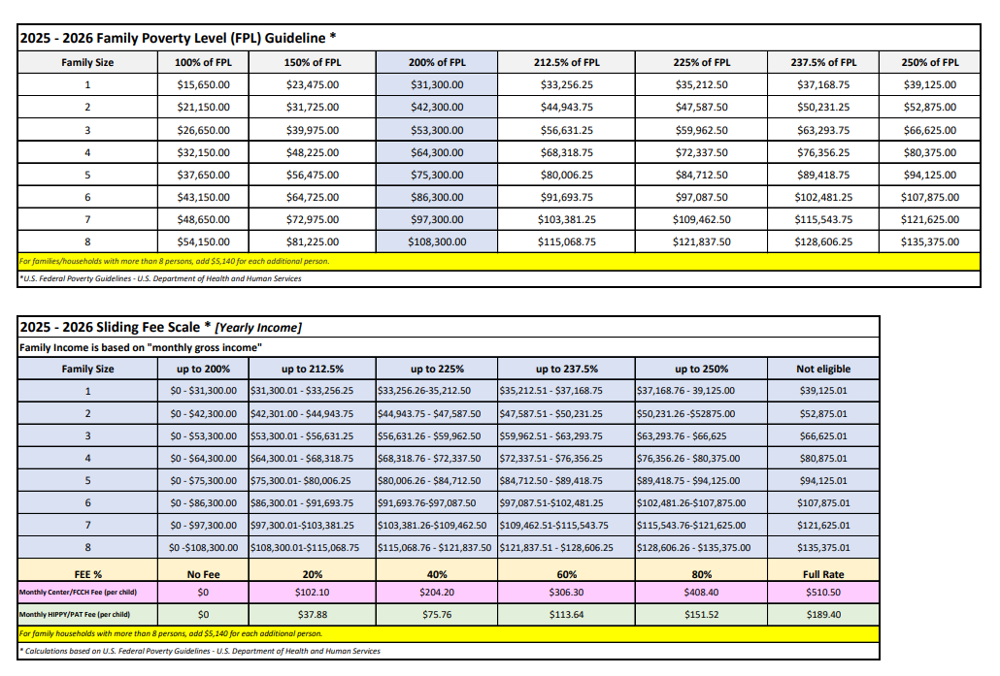 2025 - 2026 Family Poverty Level (FPL) Guideline *
Family Size 100% of FPL 150% of FPL 200% of FPL 212.5% of FPL 225% of FPL 237.5% of FPL 250% of FPL
1 $15,650.00 $23,475.00 $31,300.00 $33,256.25 $35,212.50 $37,168.75 $39,125.00
2 $21,150.00 $31,725.00 $42,300.00 $44,943.75 $47,587.50 $50,231.25 $52,875.00
3 $26,650.00 $39,975.00 $53,300.00 $56,631.25 $59,962.50 $63,293.75 $66,625.00
4 $32,150.00 $48,225.00 $64,300.00 $68,318.75 $72,337.50 $76,356.25 $80,375.00
5 $37,650.00 $56,475.00 $75,300.00 $80,006.25 $84,712.50 $89,418.75 $94,125.00
6 $43,150.00 $64,725.00 $86,300.00 $91,693.75 $97,087.50 $102,481.25 $107,875.00
7 $48,650.00 $72,975.00 $97,300.00 $103,381.25 $109,462.50 $115,543.75 $121,625.00
8 $54,150.00 $81,225.00 $108,300.00 $115,068.75 $121,837.50 $128,606.25 $135,375.00
For families/households with more than 8 persons, add $5,140 for each additional person.
*U.S. Federal Poverty Guidelines - U.S. Department of Health and Human Services
2025 - 2026 Sliding Fee Scale * [Yearly Income]
Family Income is based on "monthly gross income"
Family Size up to 200% up to 212.5% up to 225% up to 237.5% up to 250% Not eligible
1 $0 - $31,300.00 $31,300.01 - $33,256.25 $33,256.26-35,212.50 $35,212.51 - $37,168.75 $37,168.76 - 39,125.00 $39,125.01
2 $0 - $42,300.00 $42,301.00 - $44,943.75 $44,943.75 - $47,587.50 $47,587.51 - $50,231.25 $50,231.26 -$52875.00 $52,875.01
3 $0 - $53,300.00 $53,300.01 - $56,631.25 $56,631.26 - $59,962.50 $59,962.51 - $63,293.75 $63,293.76 - $66,625 $66,625.01
4 $0 - $64,300.00 $64,300.01 - $68,318.75 $68,318.76 - $72,337.50 $72,337.51 - $76,356.25 $76,356.26 - $80,375.00 $80,875.01
5 $0 - $75,300.00 $75,300.01- $80,006.25 $80,006.26 - $84,712.50 $84,712.50 - $89,418.75 $89,418.75 - $94,125.00 $94,125.01
6 $0 - $86,300.00 $86,300.01 - $91,693.75 $91,693.76-$97,087.50 $97,087.51-$102,481.25 $102,481.26-$107,875.00 $107,875.01
7 $0 - $97,300.00 $97,300.01-$103,381.25 $103,381.26-$109,462.50 $109,462.51-$115,543.75 $115,543.76-$121,625.00 $121,625.01
8 $0 -$108,300.00 $108,300.01-$115,068.75 $115,068.76 - $121,837.50 $121,837.51 - $128,606.25 $128,606.26 - $135,375.00 $135,375.01
FEE % No Fee 20% 40% 60% 80% Full Rate
Monthly Center/FCCH Fee (per child) $0 $102.10 $204.20 $306.30 $408.40 $510.50
Monthly HIPPY/PAT Fee (per child) $0 $37.88 $75.76 $113.64 $151.52 $189.40
For family households with more than 8 persons, add $5,140 for each additional person.
* Calculations based on U.S. Federal Poverty Guidelines - U.S. Department of Health and Human Services